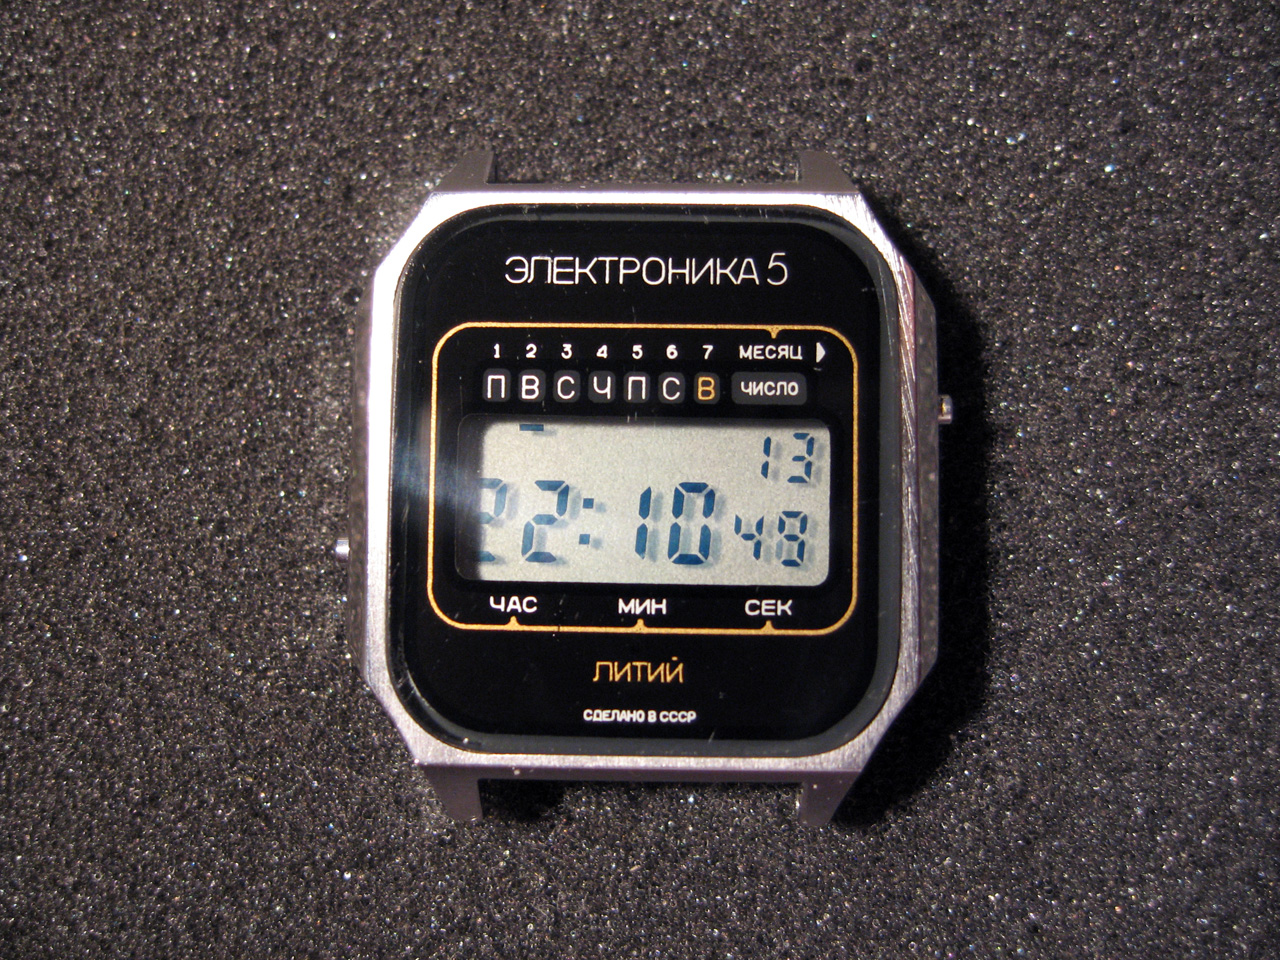 ЭЛЕКТРОНИКА 5
1 2 3 4 5 6 7 МЕСЯЦ
П В С Ч П С В ЧИСЛО
13
22:10 48
ЧАС МИН СЕК
ЛИТИЙ
СДЕЛАНО В СССР